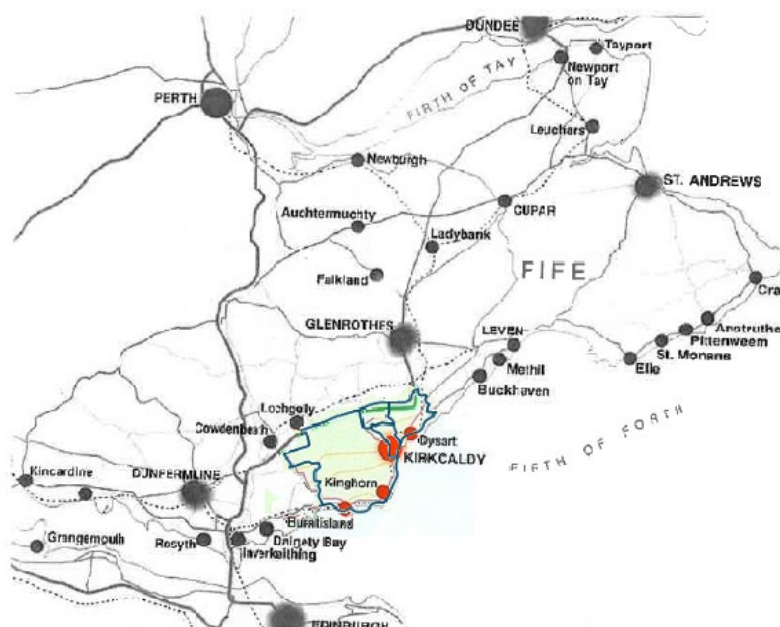 DUNDEE
Tayport
Newport
on Tay
FIRTH OF TAY
PERTH
Leuchars
Newburgh
ST. ANDREWS
CUPAR
Auchtermuchty
Ladybank
FIFE
Falkland
Cra
GLENROTHES
LEVEN
Anstruthe
Pittenweem
St. Monans
Elie
Methil
Buckhaven
Lochgelly
Cowdenbeath
FIRTH OF FORTH
Dysart
KIRKCALDY
Kincardine
DUNFERMLINE
Kinghorn
Burntisland
Dalgety Bay
Grangemouth
Rosyth
Inverkeithing
EDINBURGH